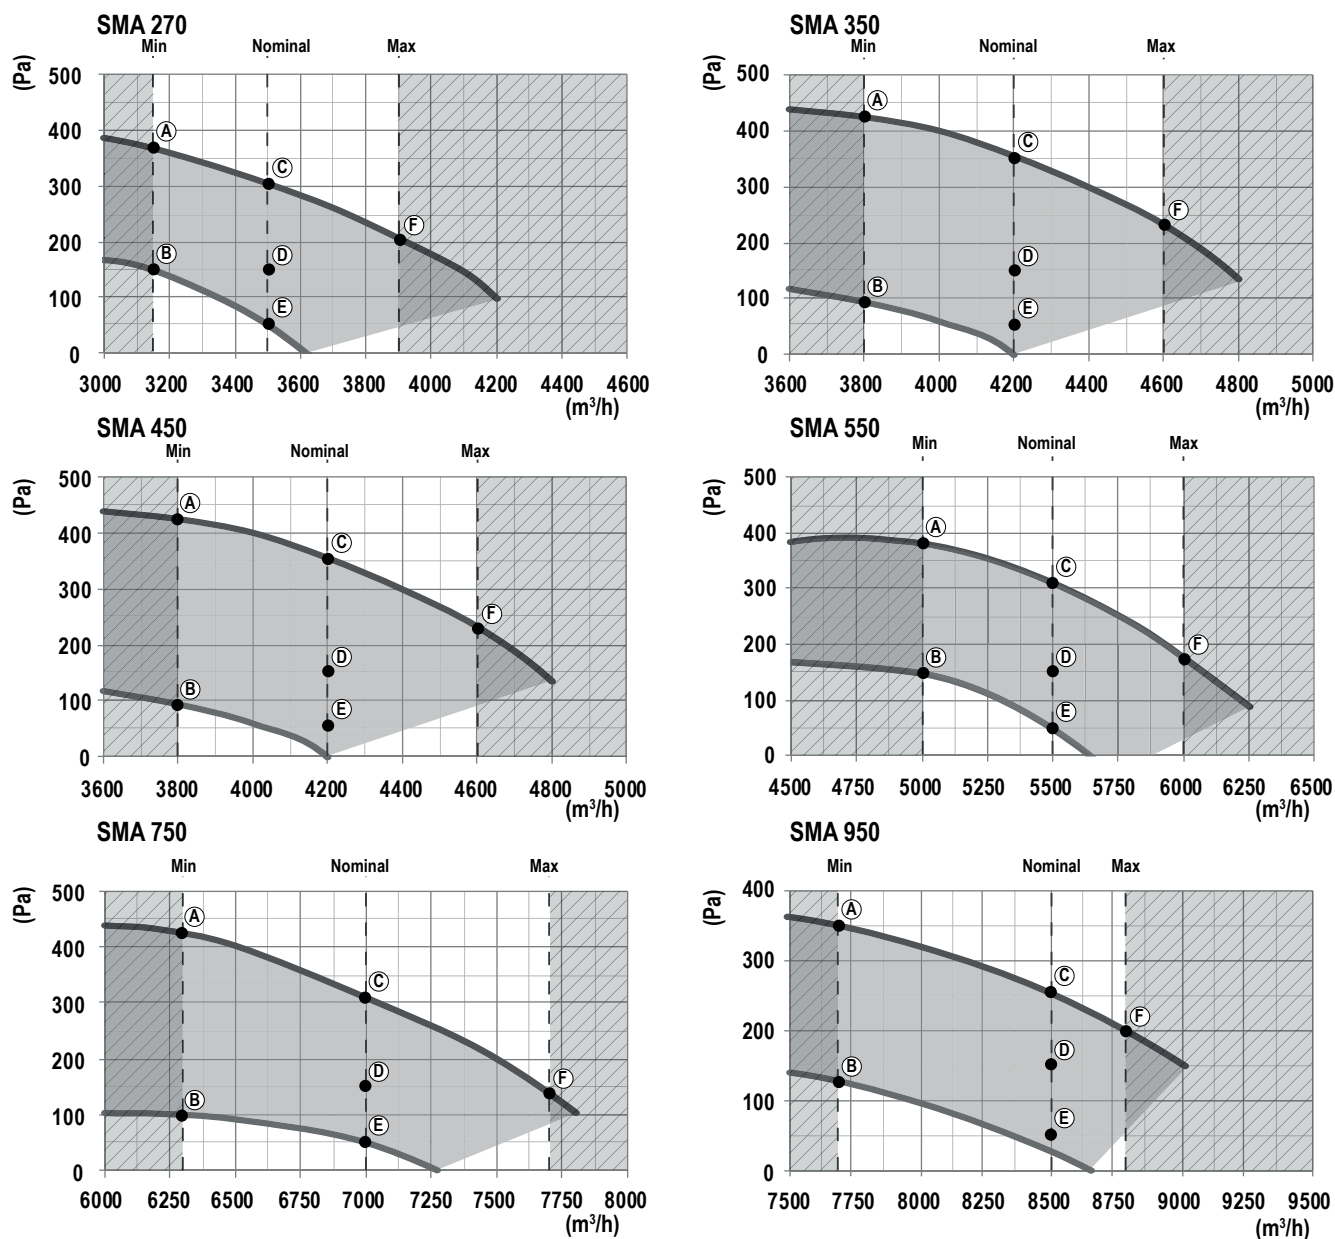 SMA 270
Min Nominal Max
(Pa)
500
400
300
200
100
0
A
B
C
D
E
F
3000 3200 3400 3600 3800 4000 4200 4400 4600
(m³/h)
SMA 350
Min Nominal Max
(Pa)
500
400
300
200
100
0
A
B
C
D
E
F
3600 3800 4000 4200 4400 4600 4800 5000
(m³/h)
SMA 450
Min Nominal Max
(Pa)
500
400
300
200
100
0
A
B
C
D
E
F
3600 3800 4000 4200 4400 4600 4800 5000
(m³/h)
SMA 550
Min Nominal Max
(Pa)
500
400
300
200
100
0
A
B
C
D
E
F
4500 4750 5000 5250 5500 5750 6000 6250 6500
(m³/h)
SMA 750
Min Nominal Max
(Pa)
500
400
300
200
100
0
A
B
C
D
E
F
6000 6250 6500 6750 7000 7250 7500 7800 8000
(m³/h)
SMA 950
Min Nominal Max
(Pa)
400
300
200
100
0
A
B
C
D
E
F
7500 7750 8000 8250 8500 8750 9000 9250 9500
(m³/h)